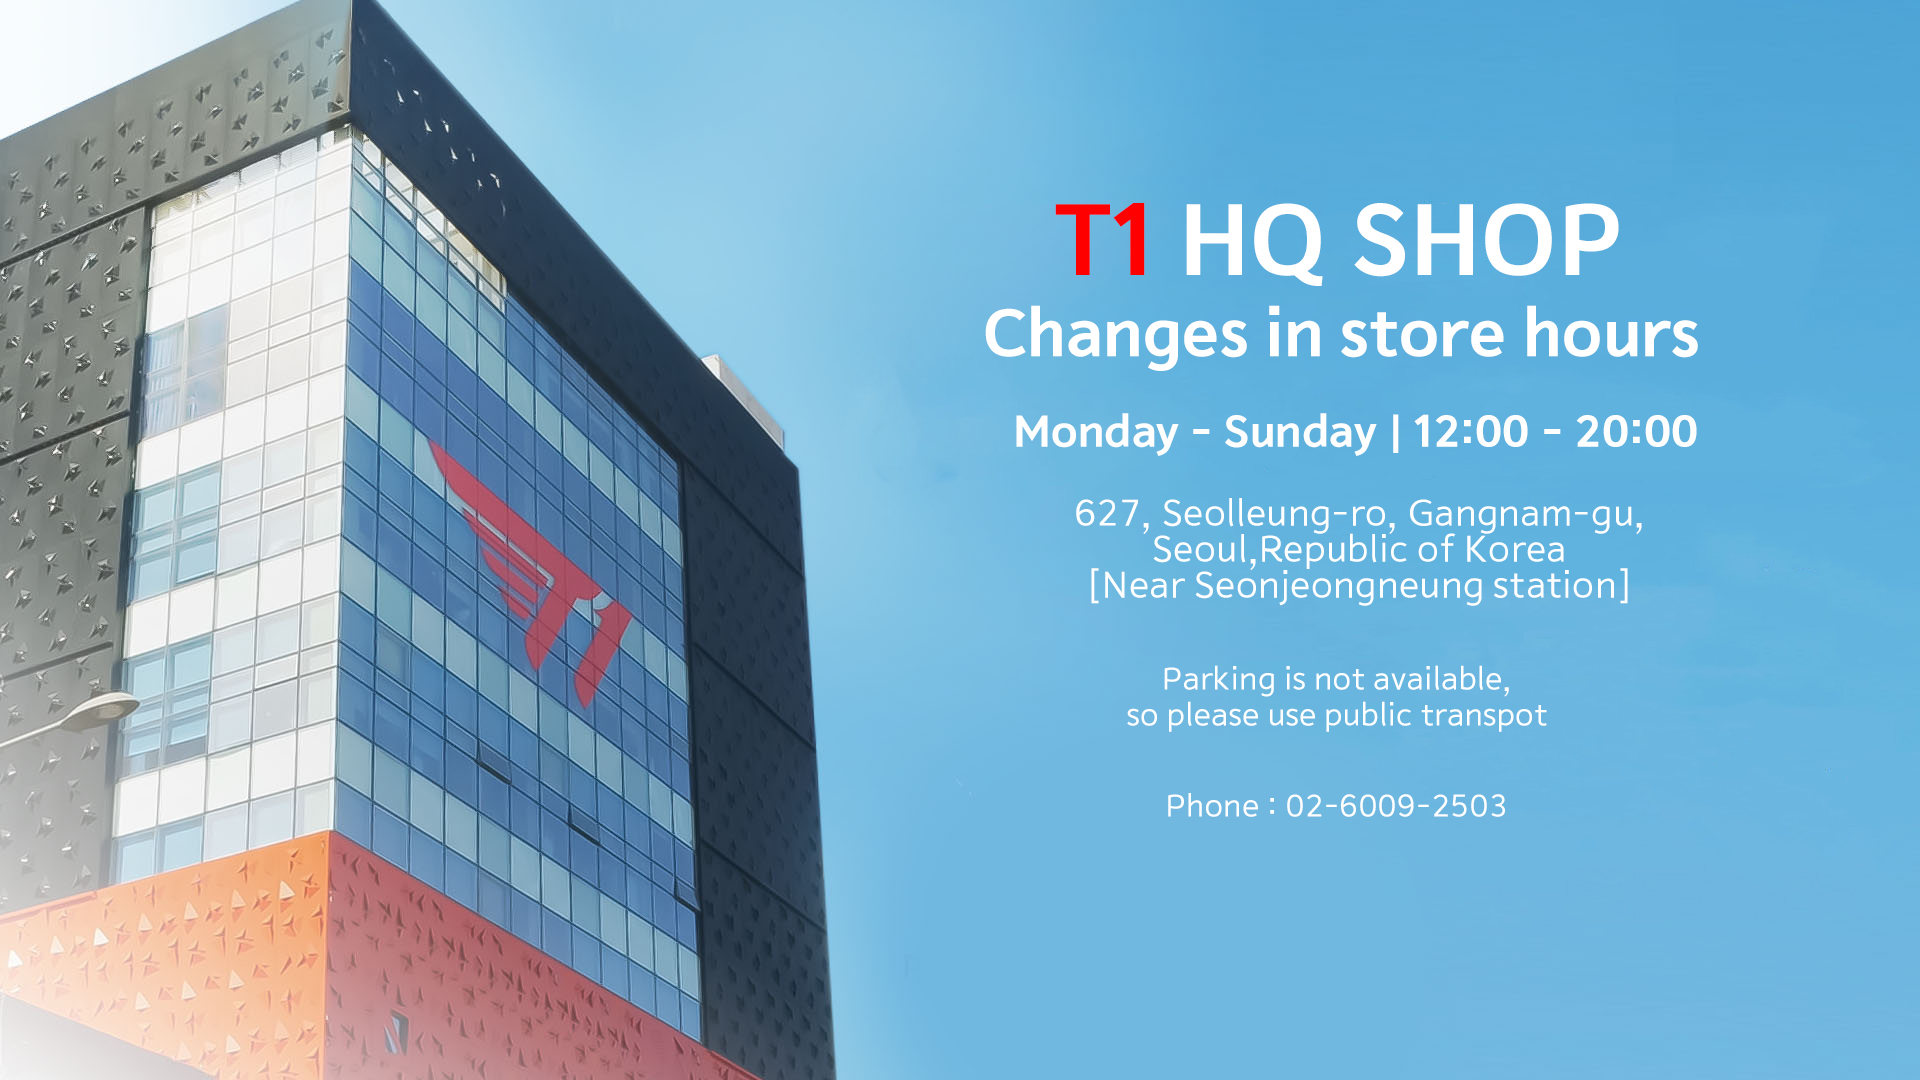 T1 HQ SHOP
Changes in store hours
Monday - Sunday | 12:00 - 20:00
627, Seolleung-ro, Gangnam-gu,
Seoul,Republic of Korea
[Near Seonjeongneung station]
Parking is not available,
so please use public transpot
Phone : 02-6009-2503
T1